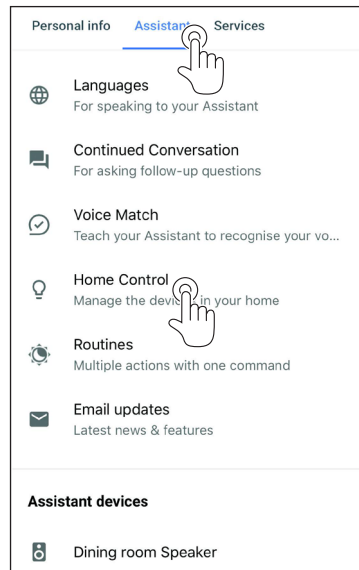 Personal info Assistant Services
Languages
For speaking to your Assistant
Continued Conversation
For asking follow-up questions
Voice Match
Teach your Assistant to recognise your vo...
Home Control
Manage the devices in your home
Routines
Multiple actions with one command
Email updates
Latest news & features
Assistant devices
Dining room Speaker